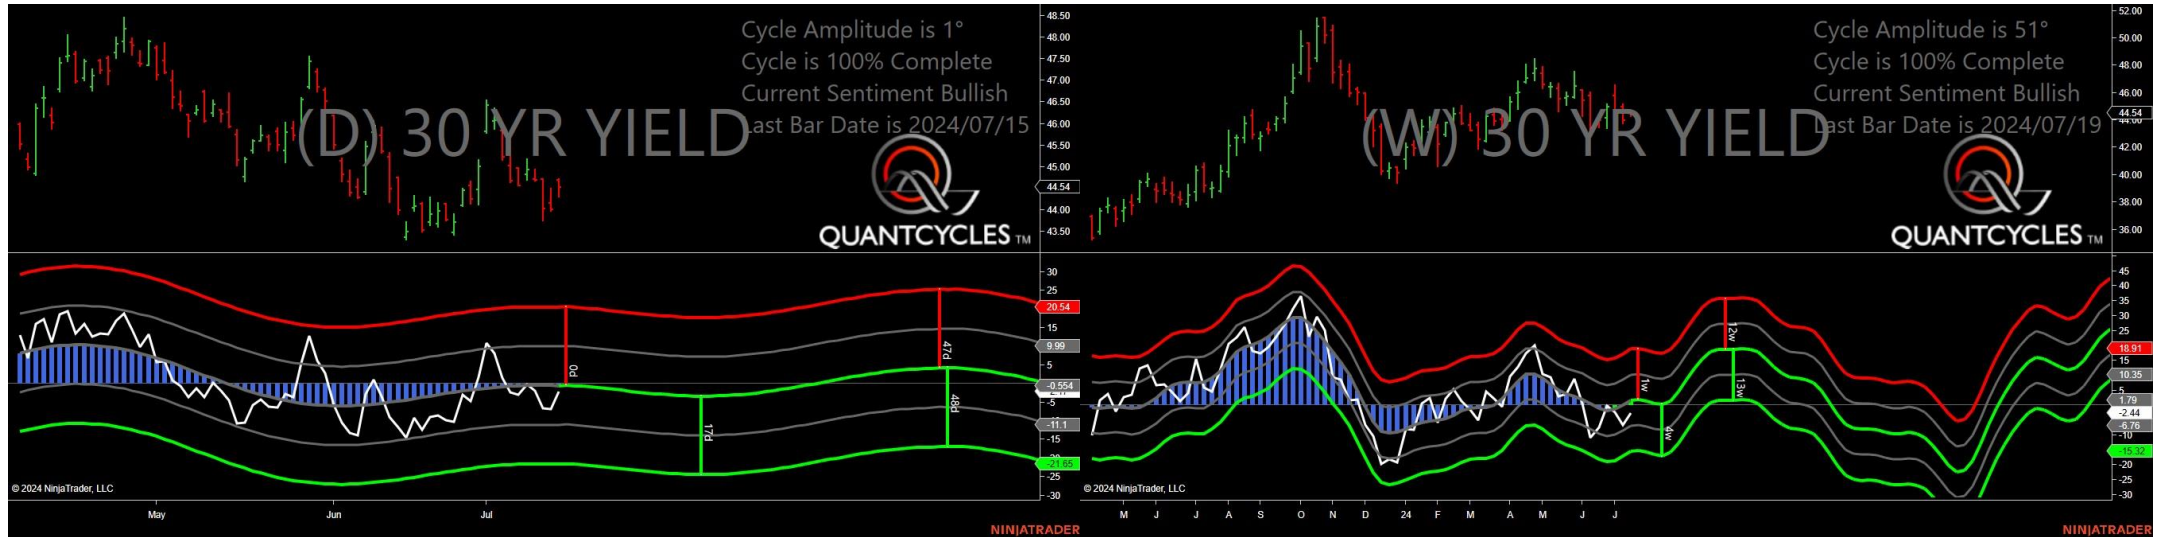 Cycle Amplitude is 1°
Cycle is 100% Complete
Current Sentiment Bullish
Last Bar Date is 2024/07/15
(D) 30 YR YIELD
QUANTCYCLES TM
48.50
48.00
47.50
47.00
46.50
46.00
45.50
45.00
44.54
44.00
43.50
30
25
20.54
15
9.99
5
-0.554
-5
-11.1
-15
-21.65
-25
-30
0d
17d
47d
48d
© 2024 NinjaTrader, LLC
May Jun Jul
NINJATRADER
Cycle Amplitude is 51°
Cycle is 100% Complete
Current Sentiment Bullish
Last Bar Date is 2024/07/19
(W) 30 YR YIELD
QUANTCYCLES TM
52.00
50.00
48.00
46.00
44.54
44.00
42.00
40.00
38.00
36.00
45
40
35
30
25
18.91
15
10.35
5
1.79
-2.44
-6.76
-10
-15.32
-20
-25
-30
1w
4w
12w
13w
© 2024 NinjaTrader, LLC
M J J A S O N D 24 F M A M J J
NINJATRADER